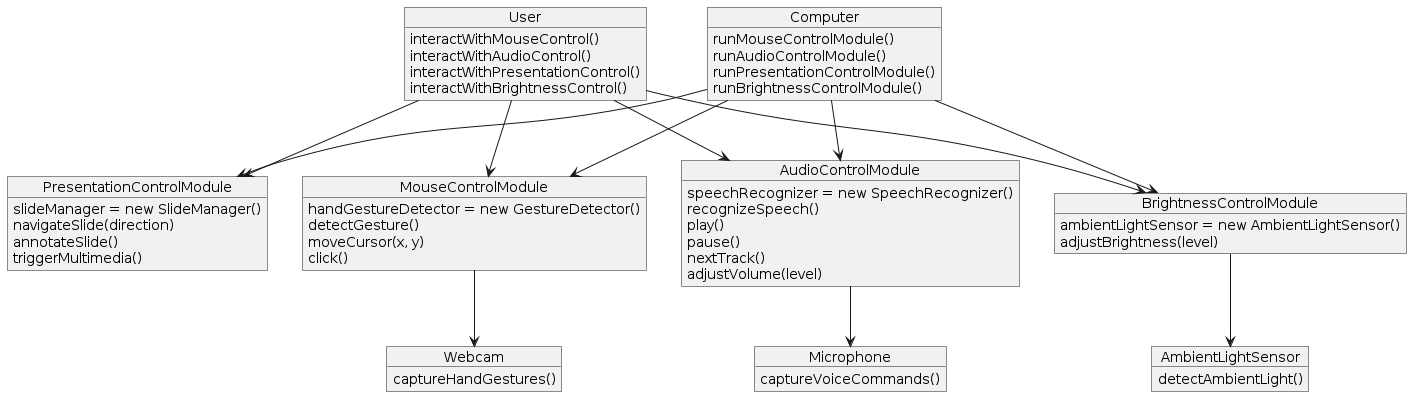 User
interactWithMouseControl()
interactWithAudioControl()
interactWithPresentationControl()
interactWithBrightnessControl()
Computer
runMouseControlModule()
runAudioControlModule()
runPresentationControlModule()
runBrightnessControlModule()
PresentationControlModule
slideManager = new SlideManager()
navigateSlide(direction)
annotateSlide()
triggerMultimedia()
MouseControlModule
handGestureDetector = new GestureDetector()
detectGesture()
moveCursor(x, y)
click()
AudioControlModule
speechRecognizer = new SpeechRecognizer()
recognizeSpeech()
play()
pause()
nextTrack()
adjustVolume(level)
BrightnessControlModule
ambientLightSensor = new AmbientLightSensor()
adjustBrightness(level)
Webcam
captureHandGestures()
Microphone
captureVoiceCommands()
AmbientLightSensor
detectAmbientLight()